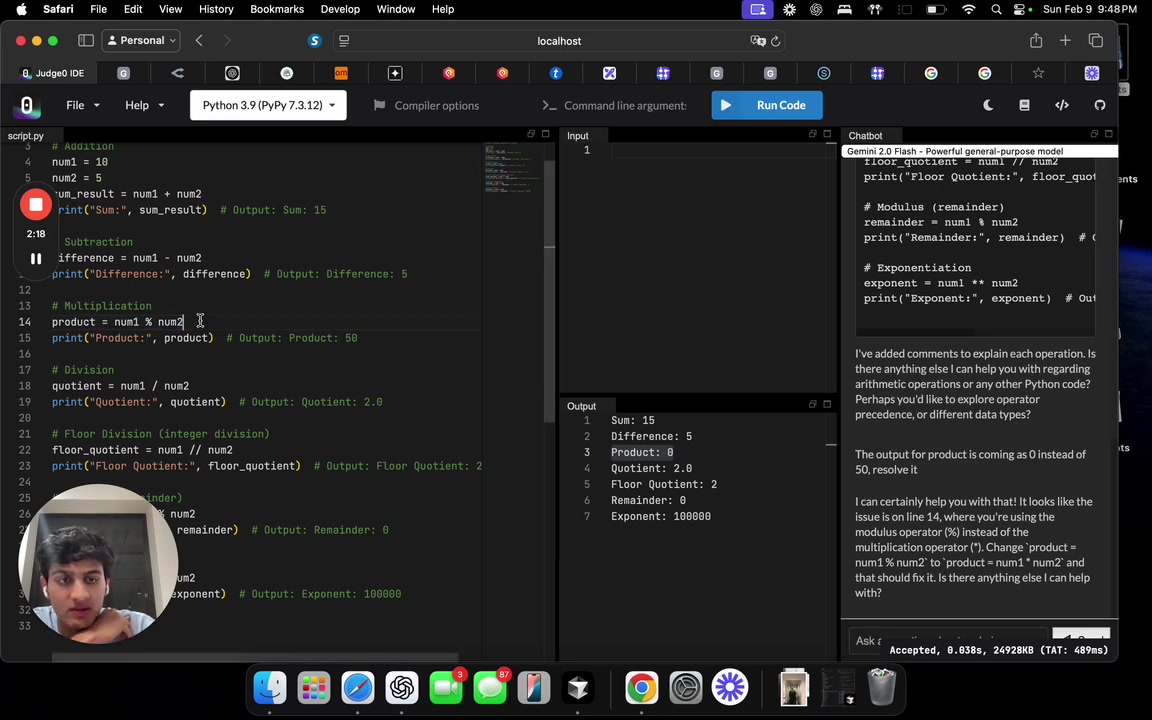 Safari File Edit View History Bookmarks Develop Window Help
Sun Feb 9 9:48 PM
Personal
localhost
Judge0 IDE
File Help Python 3.9 (PyPy 7.3.12) Compiler options Command line argument: Run Code
script.py
3 # Addition
4 num1 = 10
5 num2 = 5
sum_result = num1 + num2
print("Sum:", sum_result) # Output: Sum: 15
Subtraction
difference = num1 - num2
print("Difference:", difference) # Output: Difference: 5
12
13 # Multiplication
14 product = num1 % num2
15 print("Product:", product) # Output: Product: 50
16
17 # Division
18 quotient = num1 / num2
19 print("Quotient:", quotient) # Output: Quotient: 2.0
20
21 # Floor Division (integer division)
22 floor_quotient = num1 // num2
23 print("Floor Quotient:", floor_quotient) # Output: Floor Quotient: 2
24
25
26 % num2
remainder) # Output: Remainder: 0
num2
exponent) # Output: Exponent: 100000
32
33
2:18
Input
1
Output
1 Sum: 15
2 Difference: 5
3 Product: 0
4 Quotient: 2.0
5 Floor Quotient: 2
6 Remainder: 0
7 Exponent: 100000
Chatbot
Gemini 2.0 Flash - Powerful general-purpose model
floor_quotient = num1 // num2
print("Floor Quotient:", floor_quot
# Modulus (remainder)
remainder = num1 % num2
print("Remainder:", remainder) # O
# Exponentiation
exponent = num1 ** num2
print("Exponent:", exponent) # Out
I've added comments to explain each operation. Is
there anything else I can help you with regarding
arithmetic operations or any other Python code?
Perhaps you'd like to explore operator
precedence, or different data types?
The output for product is coming as 0 instead of
50, resolve it
I can certainly help you with that! It looks like the
issue is on line 14, where you're using the
modulus operator (%) instead of the
multiplication operator (*). Change `product =
num1 % num2` to `product = num1 * num2` and
that should fix it. Is there anything else I can help
with?
Accepted, 0.038s, 24928KB (TAT: 489ms)
3
87